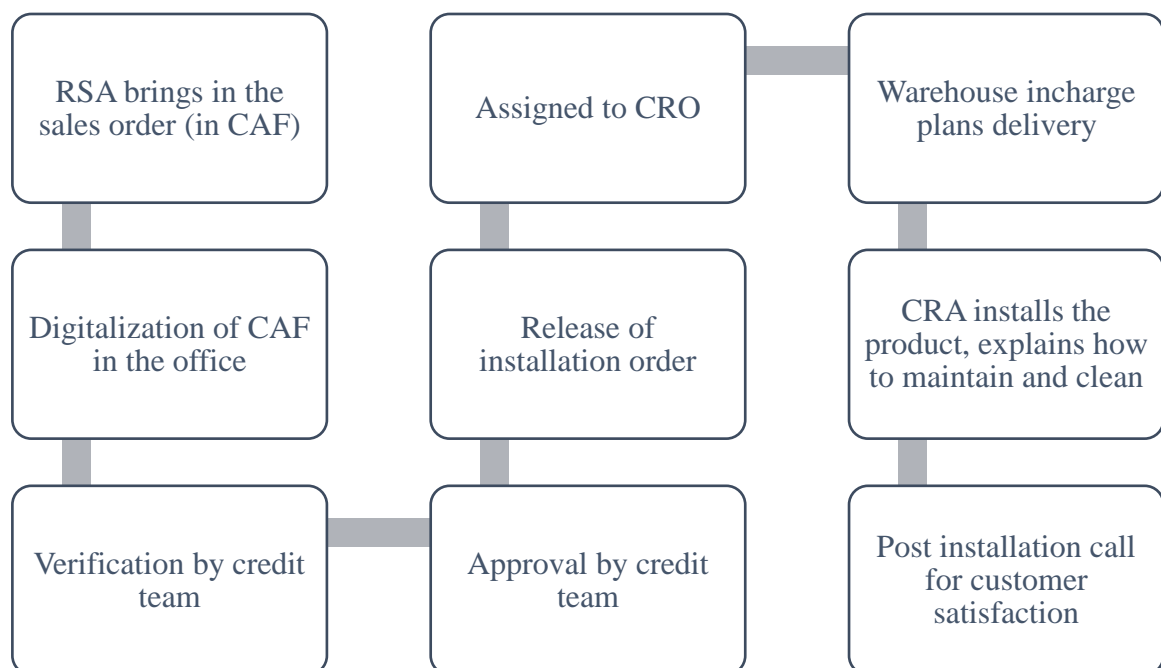 RSA brings in the
sales order (in CAF)
Digitalization of CAF
in the office
Verification by credit
team
Approval by credit
team
Release of
installation order
Assigned to CRO
Warehouse incharge
plans delivery
CRA installs the
product, explains how
to maintain and clean
Post installation call
for customer
satisfaction